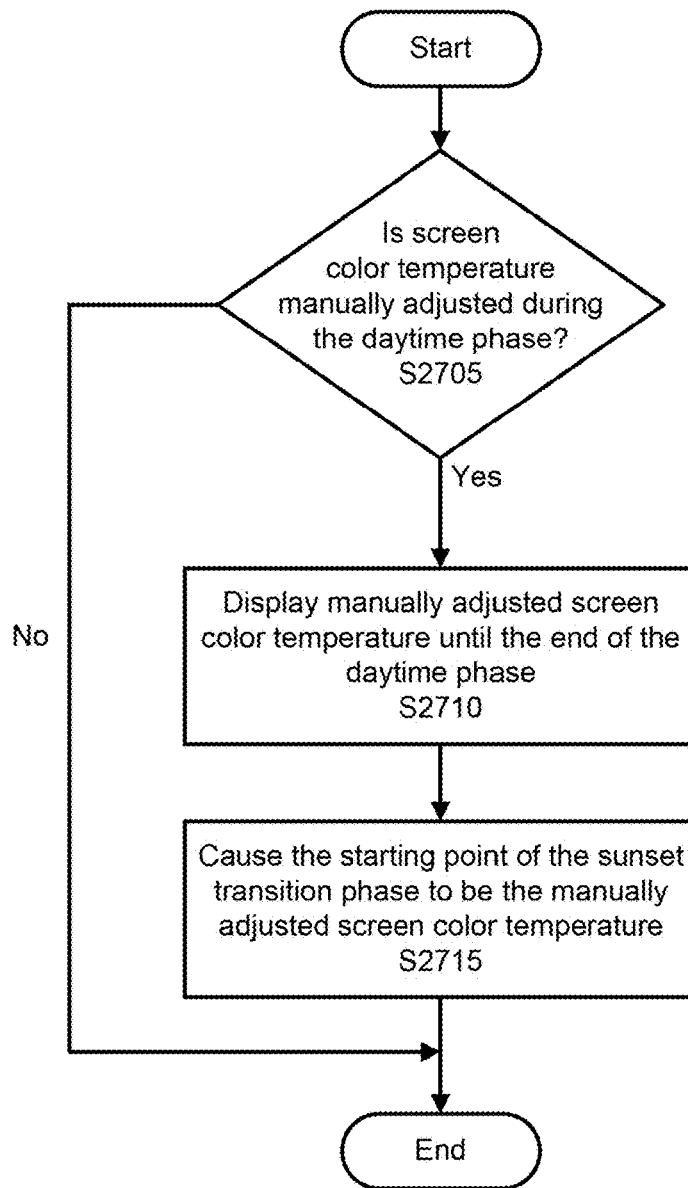 Start
Is screen
color temperature
manually adjusted during
the daytime phase?
S2705
Yes
No
Display manually adjusted screen
color temperature until the end of the
daytime phase
S2710
Cause the starting point of the sunset
transition phase to be the manually
adjusted screen color temperature
S2715
End